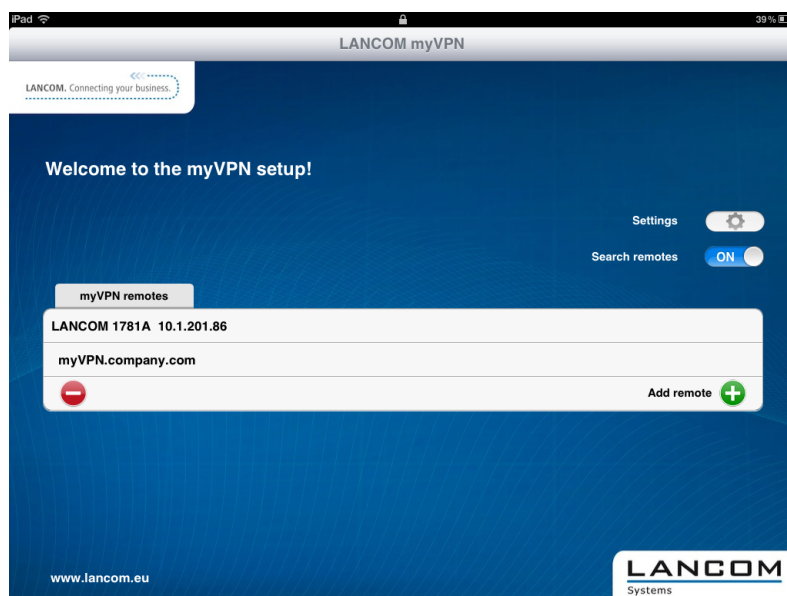 iPad
39 %
LANCOM myVPN
LANCOM. Connecting your business.
Welcome to the myVPN setup!
Settings
Search remotes
ON
myVPN remotes
LANCOM 1781A 10.1.201.86
myVPN.company.com
Add remote
www.lancom.eu
LANCOM
Systems